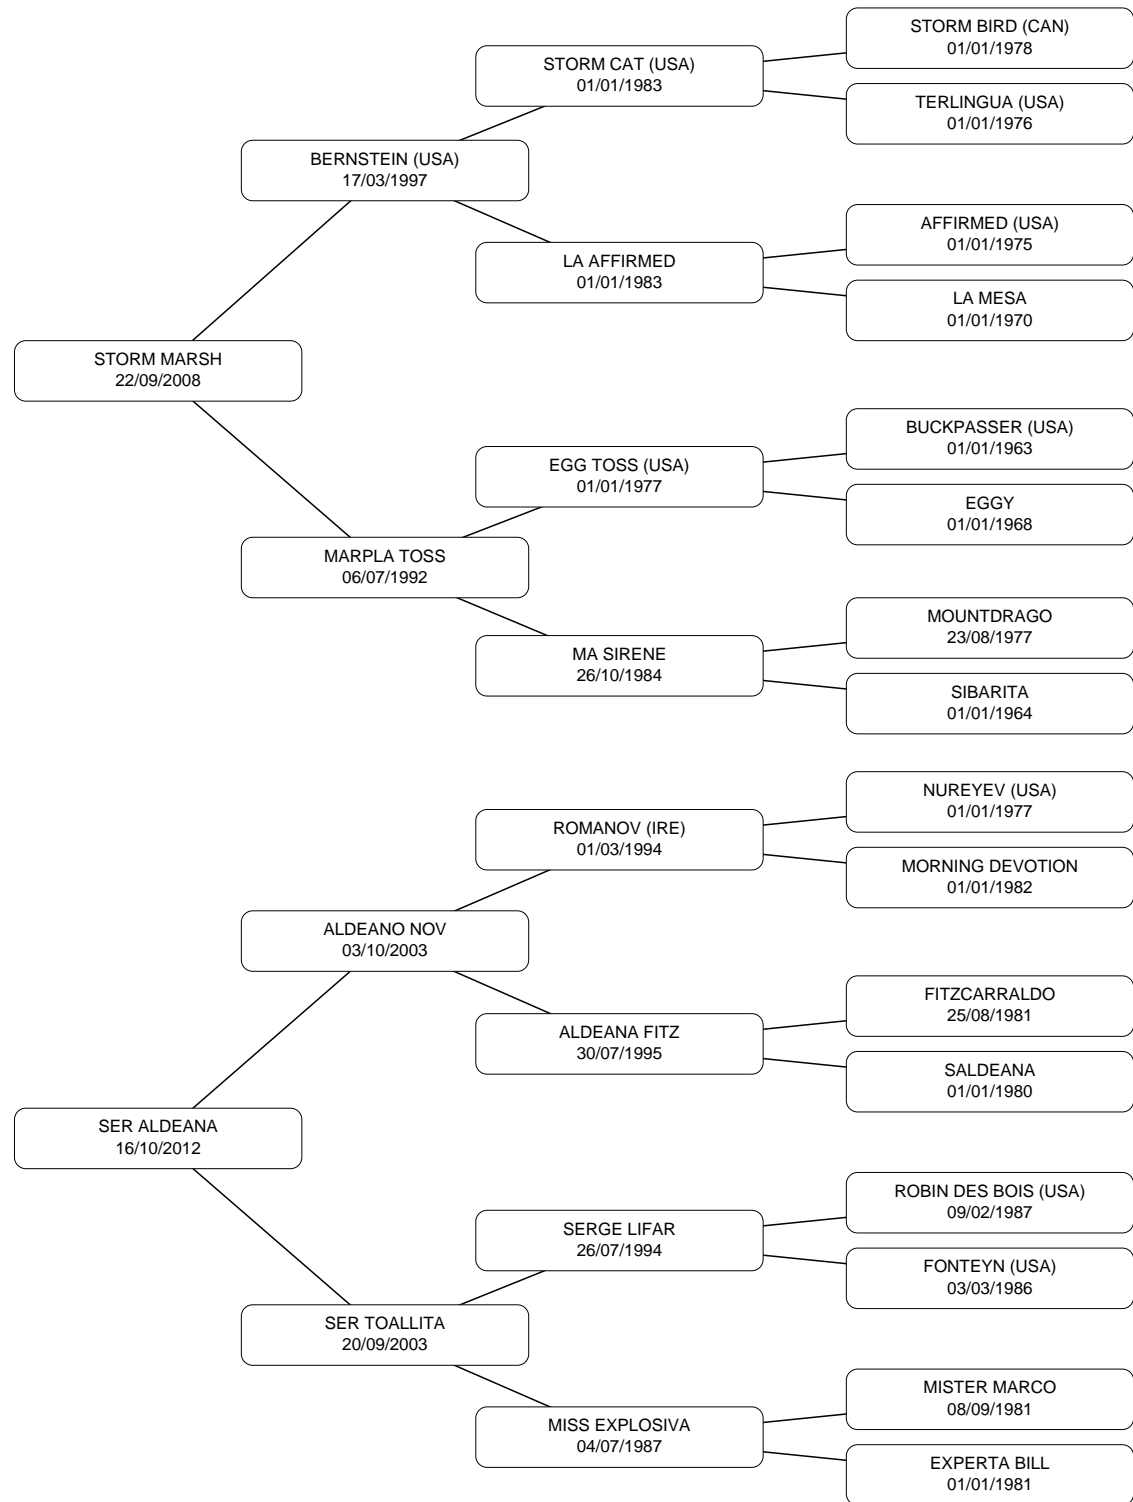 STORM BIRD (CAN)
01/01/1978
STORM CAT (USA)
01/01/1983
TERLINGUA (USA)
01/01/1976
BERNSTEIN (USA)
17/03/1997
AFFIRMED (USA)
01/01/1975
LA AFFIRMED
01/01/1983
LA MESA
01/01/1970
STORM MARSH
22/09/2008
BUCKPASSER (USA)
01/01/1963
EGG TOSS (USA)
01/01/1977
EGGY
01/01/1968
MARPLA TOSS
06/07/1992
MOUNTDRAGO
23/08/1977
MA SIRENE
26/10/1984
SIBARITA
01/01/1964
NUREYEV (USA)
01/01/1977
ROMANOV (IRE)
01/03/1994
MORNING DEVOTION
01/01/1982
ALDEANO NOV
03/10/2003
FITZCARRALDO
25/08/1981
ALDEANA FITZ
30/07/1995
SALDEANA
01/01/1980
SER ALDEANA
16/10/2012
ROBIN DES BOIS (USA)
09/02/1987
SERGE LIFAR
26/07/1994
FONTEYN (USA)
03/03/1986
SER TOALLITA
20/09/2003
MISTER MARCO
08/09/1981
MISS EXPLOSIVA
04/07/1987
EXPERTA BILL
01/01/1981